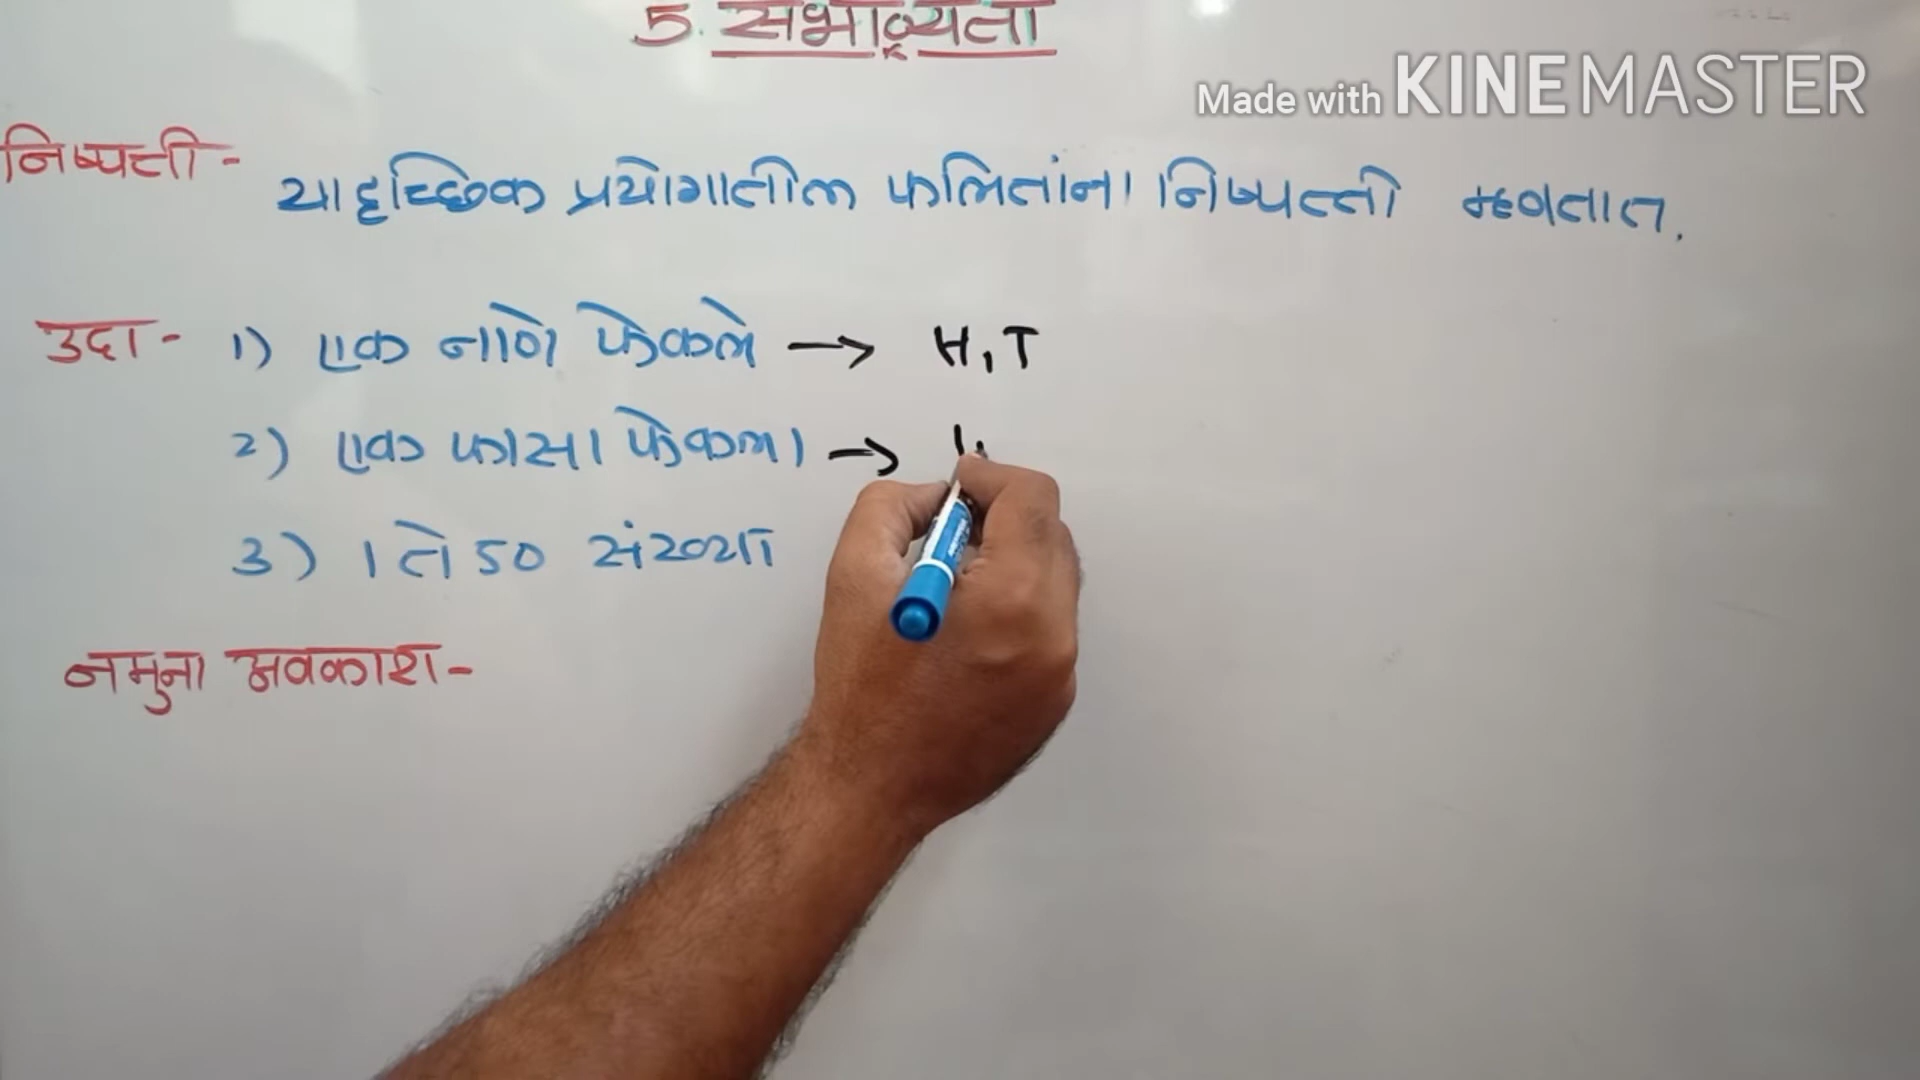 5. संभाव्यता
Made with KINEMASTER
निष्पत्ती -
यादृच्छिक प्रयोगातील फलितांना निष्पत्ती म्हणतात.
उदा - 1) एक नाणे फेकले → H, T
2) एक फासा फेकला → 1,
3) 1 ते 50 संख्या
नमुना अवकाश -